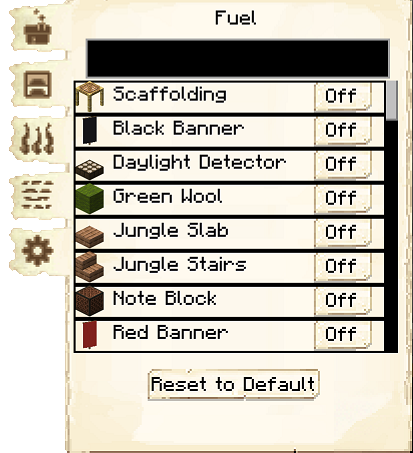 Fuel
Scaffolding Off
Black Banner Off
Daylight Detector Off
Green Wool Off
Jungle Slab Off
Jungle Stairs Off
Note Block Off
Red Banner Off
Reset to Default